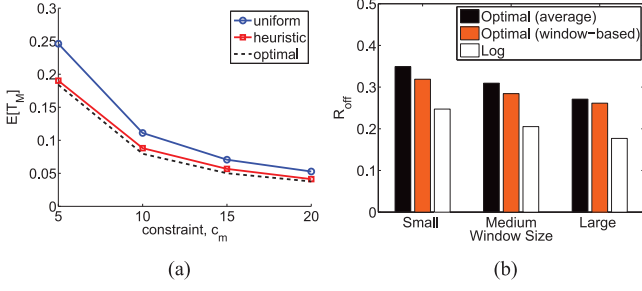 0.3
0.25
0.2
0.15
0.1
0.05
0
E[T_M]
5
10
15
20
constraint, c_m
uniform
heuristic
optimal
(a)
0.5
0.4
0.3
0.2
0.1
0
R_off
Optimal (average)
Optimal (window-based)
Log
Small
Medium
Large
Window Size
(b)